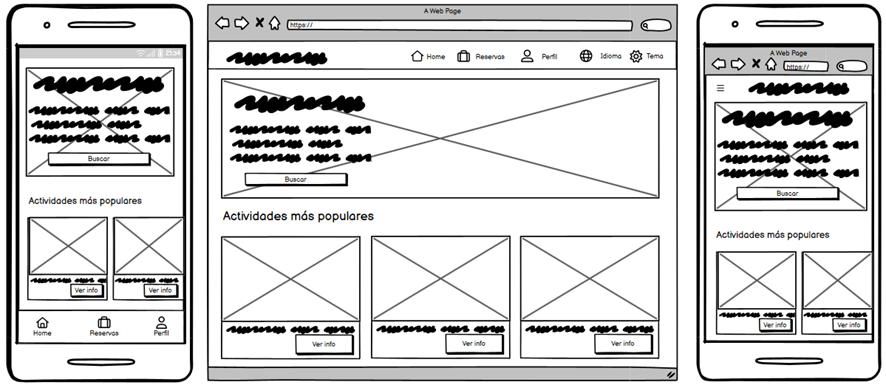 23:54
Buscar
Actividades más populares
Ver info
Ver info
Home
Reservas
Perfil
A Web Page
https://
Home
Reservas
Perfil
Idioma
Tema
Buscar
Actividades más populares
Ver info
Ver info
Ver info
A Web Page
https://
Buscar
Actividades más populares
Ver info
Ver info